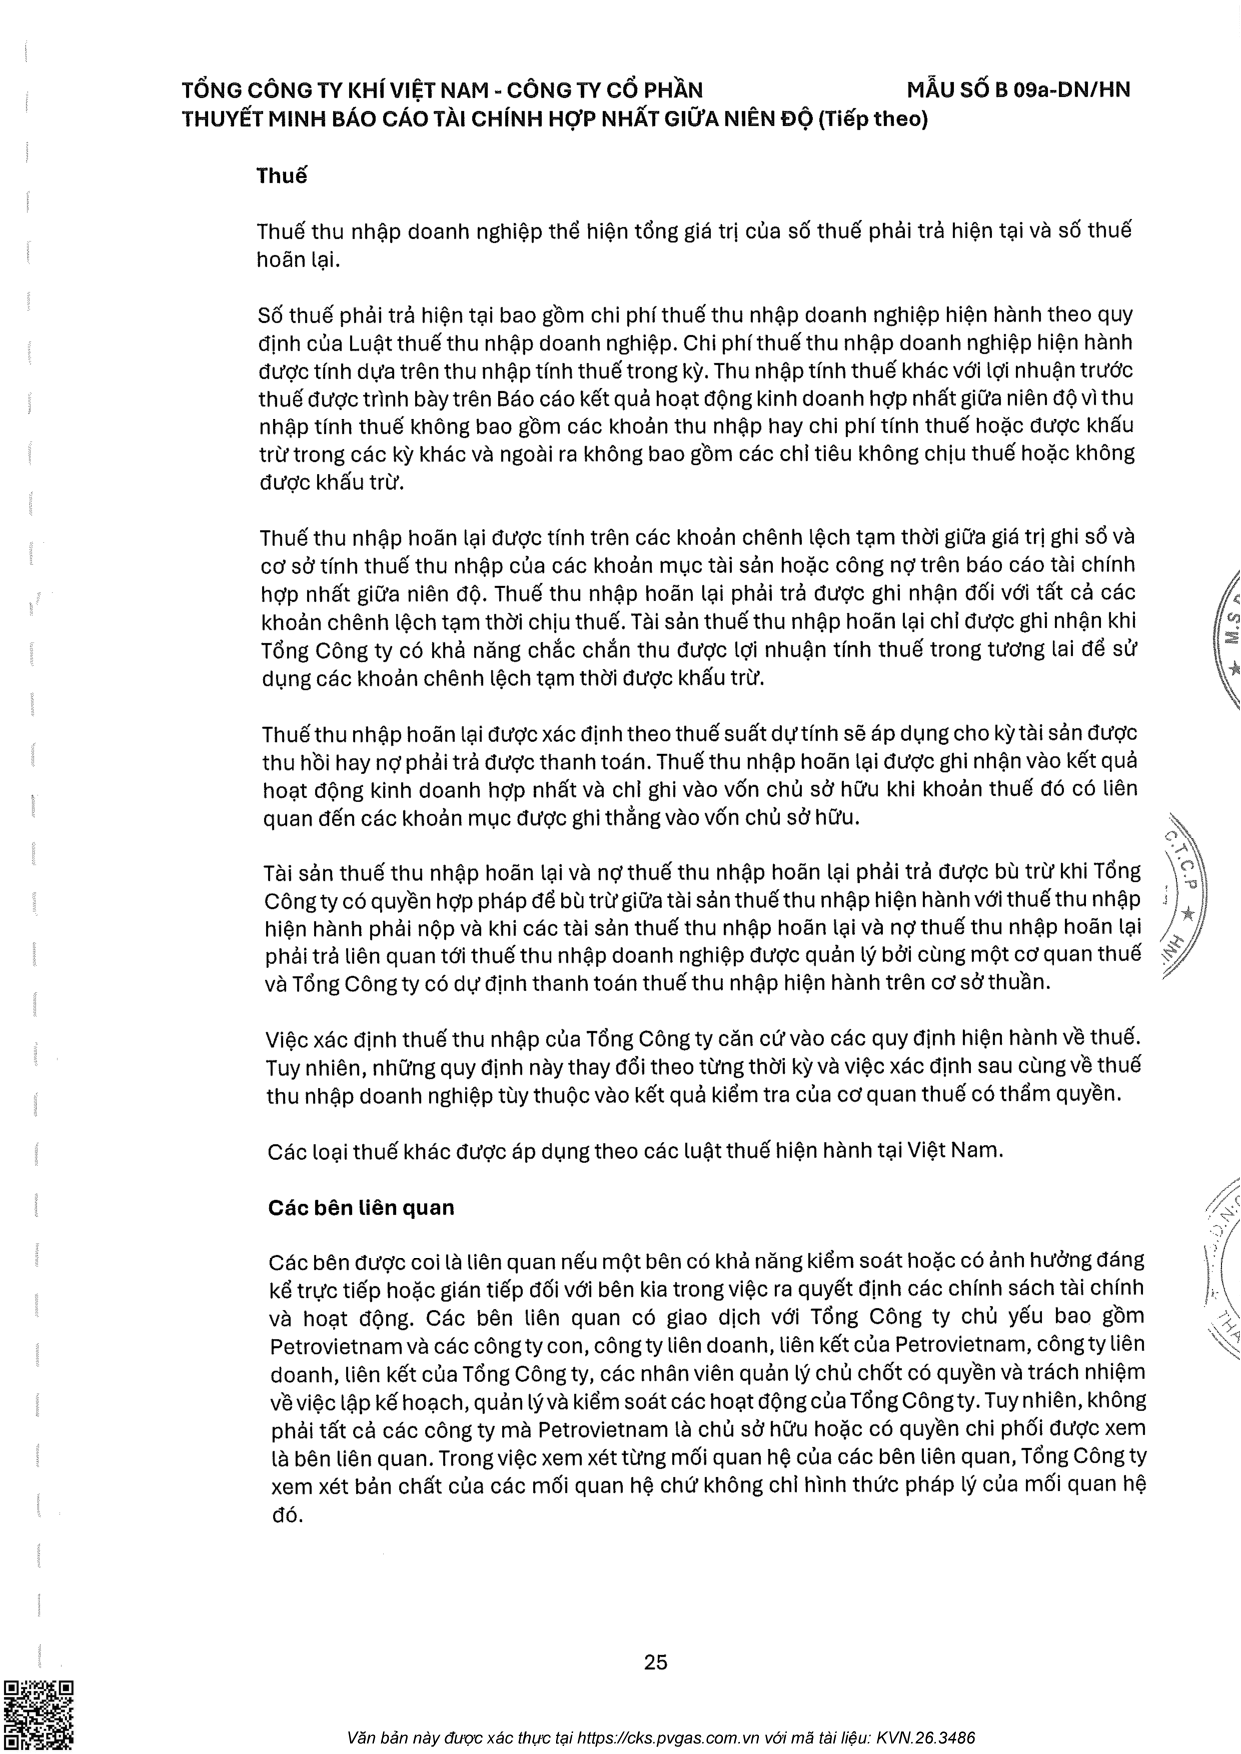 TỔNG CÔNG TY KHÍ VIỆT NAM - CÔNG TY CỔ PHẦN MẪU SỐ B 09a-DN/HN
THUYẾT MINH BÁO CÁO TÀI CHÍNH HỢP NHẤT GIỮA NIÊN ĐỘ (Tiếp theo)
Thuế
Thuế thu nhập doanh nghiệp thể hiện tổng giá trị của số thuế phải trả hiện tại và số thuế
hoãn lại.
Số thuế phải trả hiện tại bao gồm chi phí thuế thu nhập doanh nghiệp hiện hành theo quy
định của Luật thuế thu nhập doanh nghiệp. Chi phí thuế thu nhập doanh nghiệp hiện hành
được tính dựa trên thu nhập tính thuế trong kỳ. Thu nhập tính thuế khác với lợi nhuận trước
thuế được trình bày trên Báo cáo kết quả hoạt động kinh doanh hợp nhất giữa niên độ vì thu
nhập tính thuế không bao gồm các khoản thu nhập hay chi phí tính thuế hoặc được khấu
trừ trong các kỳ khác và ngoài ra không bao gồm các chỉ tiêu không chịu thuế hoặc không
được khấu trừ.
Thuế thu nhập hoãn lại được tính trên các khoản chênh lệch tạm thời giữa giá trị ghi sổ và
cơ sở tính thuế thu nhập của các khoản mục tài sản hoặc công nợ trên báo cáo tài chính
hợp nhất giữa niên độ. Thuế thu nhập hoãn lại phải trả được ghi nhận đối với tất cả các
khoản chênh lệch tạm thời chịu thuế. Tài sản thuế thu nhập hoãn lại chỉ được ghi nhận khi
Tổng Công ty có khả năng chắc chắn thu được lợi nhuận tính thuế trong tương lai để sử
dụng các khoản chênh lệch tạm thời được khấu trừ.
Thuế thu nhập hoãn lại được xác định theo thuế suất dự tính sẽ áp dụng cho kỳ tài sản được
thu hồi hay nợ phải trả được thanh toán. Thuế thu nhập hoãn lại được ghi nhận vào kết quả
hoạt động kinh doanh hợp nhất và chỉ ghi vào vốn chủ sở hữu khi khoản thuế đó có liên
quan đến các khoản mục được ghi thẳng vào vốn chủ sở hữu.
Tài sản thuế thu nhập hoãn lại và nợ thuế thu nhập hoãn lại phải trả được bù trừ khi Tổng
Công ty có quyền hợp pháp để bù trừ giữa tài sản thuế thu nhập hiện hành với thuế thu nhập
hiện hành phải nộp và khi các tài sản thuế thu nhập hoãn lại và nợ thuế thu nhập hoãn lại
phải trả liên quan tới thuế thu nhập doanh nghiệp được quản lý bởi cùng một cơ quan thuế
và Tổng Công ty có dự định thanh toán thuế thu nhập hiện hành trên cơ sở thuần.
Việc xác định thuế thu nhập của Tổng Công ty căn cứ vào các quy định hiện hành về thuế.
Tuy nhiên, những quy định này thay đổi theo từng thời kỳ và việc xác định sau cùng về thuế
thu nhập doanh nghiệp tùy thuộc vào kết quả kiểm tra của cơ quan thuế có thẩm quyền.
Các loại thuế khác được áp dụng theo các luật thuế hiện hành tại Việt Nam.
Các bên liên quan
Các bên được coi là liên quan nếu một bên có khả năng kiểm soát hoặc có ảnh hưởng đáng
kể trực tiếp hoặc gián tiếp đối với bên kia trong việc ra quyết định các chính sách tài chính
và hoạt động. Các bên liên quan có giao dịch với Tổng Công ty chủ yếu bao gồm
Petrovietnam và các công ty con, công ty liên doanh, liên kết của Petrovietnam, công ty liên
doanh, liên kết của Tổng Công ty, các nhân viên quản lý chủ chốt có quyền và trách nhiệm
về việc lập kế hoạch, quản lý và kiểm soát các hoạt động của Tổng Công ty. Tuy nhiên, không
phải tất cả các công ty mà Petrovietnam là chủ sở hữu hoặc có quyền chi phối được xem
là bên liên quan. Trong việc xem xét từng mối quan hệ của các bên liên quan, Tổng Công ty
xem xét bản chất của các mối quan hệ chứ không chỉ hình thức pháp lý của mối quan hệ
đó.
C.T.C.P
25
Văn bản này được xác thực tại https://cks.pvgas.com.vn với mã tài liệu: KVN.26.3486